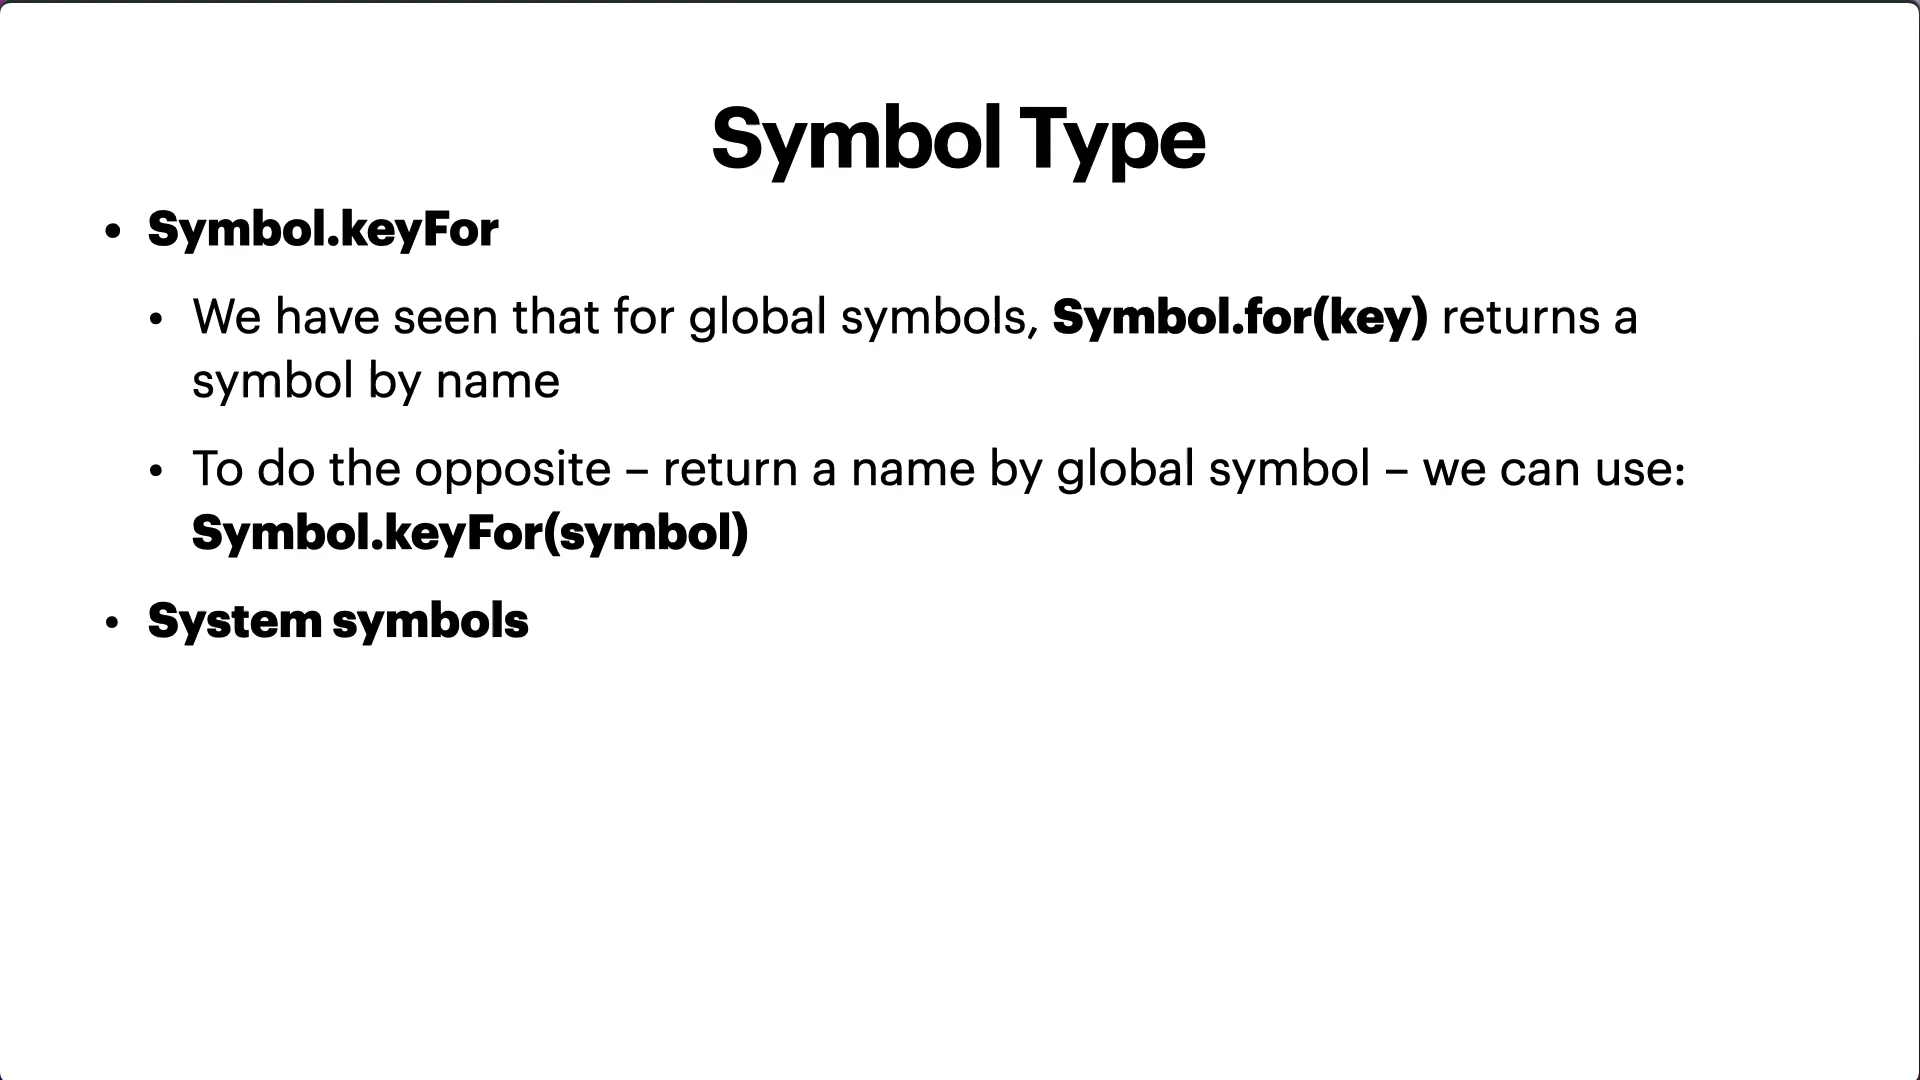 Symbol Type
• Symbol.keyFor
• We have seen that for global symbols, Symbol.for(key) returns a
symbol by name
• To do the opposite – return a name by global symbol – we can use:
Symbol.keyFor(symbol)
• System symbols